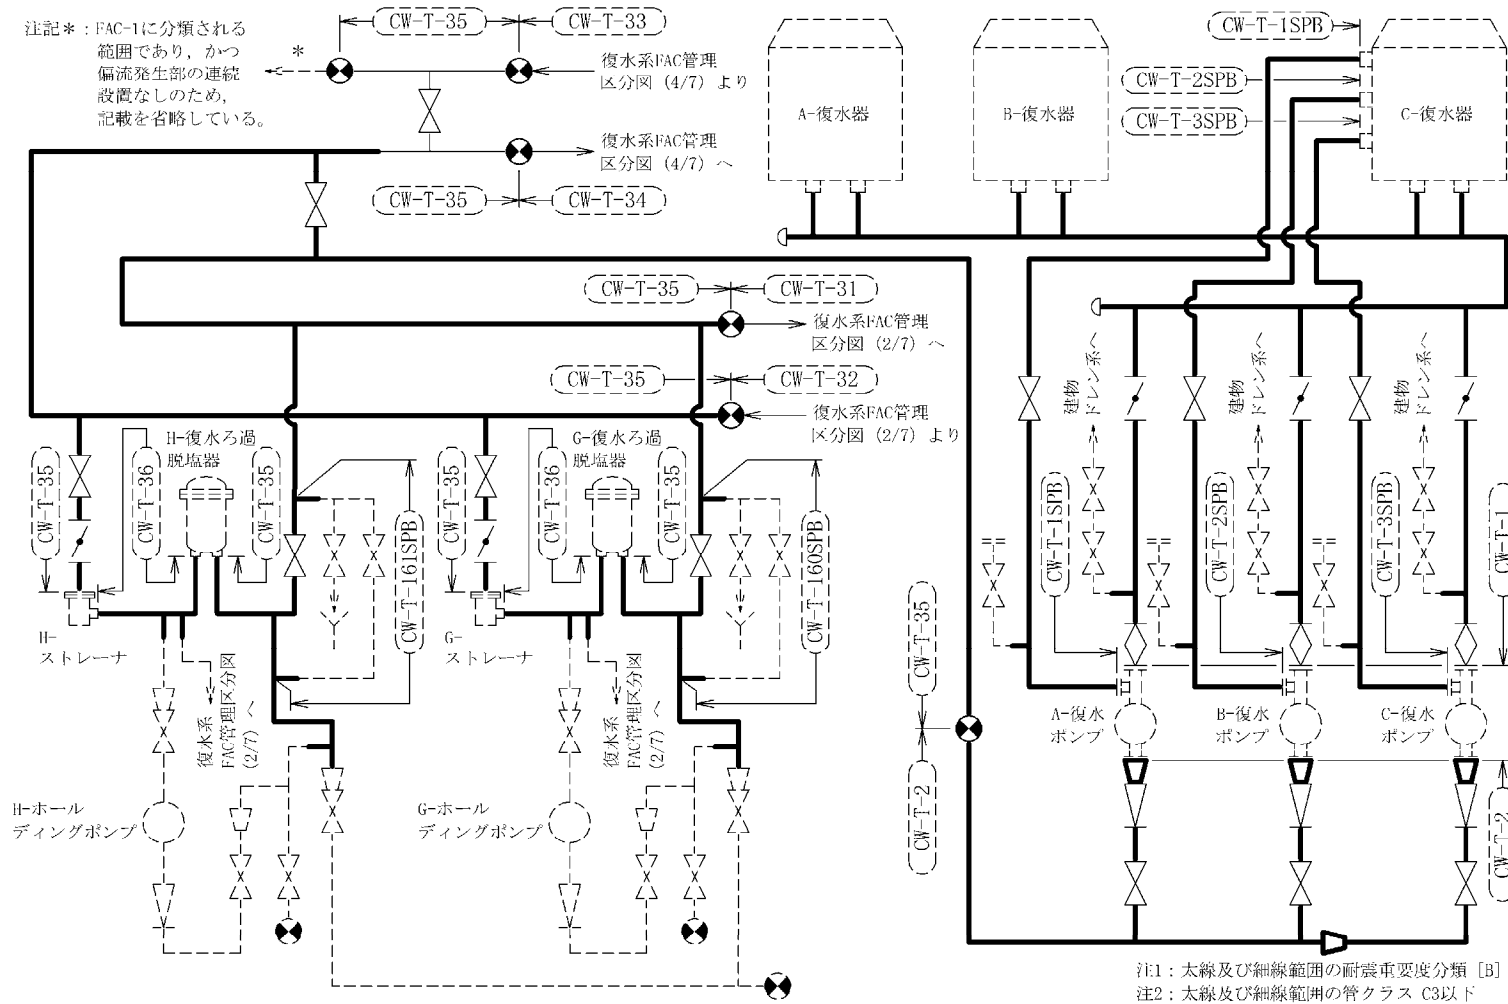 注記＊：FAC-1に分類される
範囲であり，かつ
偏流発生部の連続
設置なしのため，
記載を省略している。
＊
CW-T-35
CW-T-33
復水系FAC管理
区分図（4/7）より
復水系FAC管理
区分図（4/7）へ
CW-T-35
CW-T-34
A-復水器
B-復水器
C-復水器
CW-T-1SPB
CW-T-2SPB
CW-T-3SPB
CW-T-35
CW-T-31
復水系FAC管理
区分図（2/7）へ
CW-T-35
CW-T-32
復水系FAC管理
区分図（2/7）より
CW-T-35
CW-T-36
H-復水ろ過
脱塩器
CW-T-35
CW-T-161SPB
H-
ストレーナ
復水系
FAC管理区分図
（2/7）へ
H-ホール
ディングポンプ
CW-T-35
CW-T-36
G-復水ろ過
脱塩器
CW-T-35
CW-T-160SPB
G-
ストレーナ
復水系
FAC管理区分図
（2/7）へ
G-ホール
ディングポンプ
CW-T-35
CW-T-2
建物
ドレン系へ
建物
ドレン系へ
建物
ドレン系へ
CW-T-1SPB
CW-T-2SPB
CW-T-3SPB
CW-T-1
A-復水
ポンプ
B-復水
ポンプ
C-復水
ポンプ
CW-T-2
注1：太線及び細線範囲の耐震重要度分類［B］
注2：太線及び細線範囲の管クラス C3以下